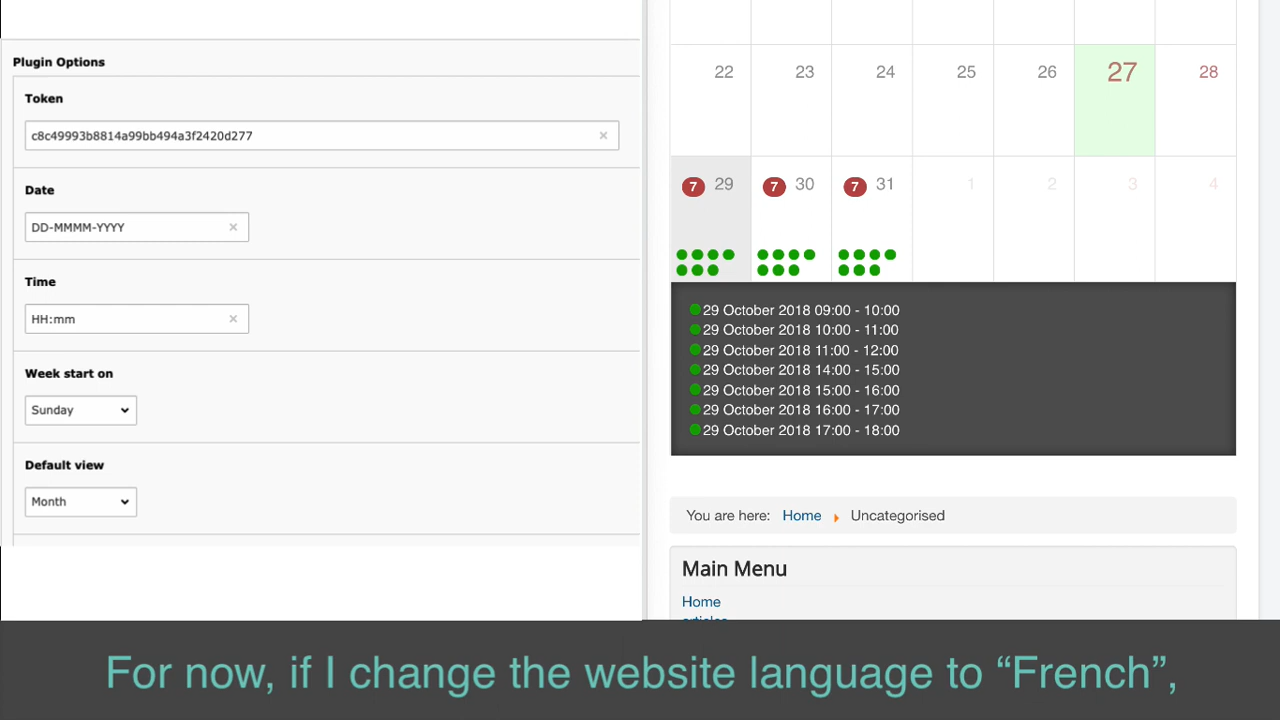 Plugin Options
Token
c8c49993b8814a99bb494a3f2420d277
Date
DD-MMMM-YYYY
Time
HH:mm
Week start on
Sunday
Default view
Month
22 23 24 25 26 27 28
7 29 7 30 7 31 1 2 3 4
29 October 2018 09:00 - 10:00
29 October 2018 10:00 - 11:00
29 October 2018 11:00 - 12:00
29 October 2018 14:00 - 15:00
29 October 2018 15:00 - 16:00
29 October 2018 16:00 - 17:00
29 October 2018 17:00 - 18:00
You are here: Home Uncategorised
Main Menu
Home
articles
For now, if I change the website language to “French”,